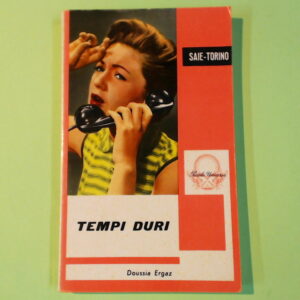 SAIE-TORINO
TEMPI DURI
Doussia Ergaz